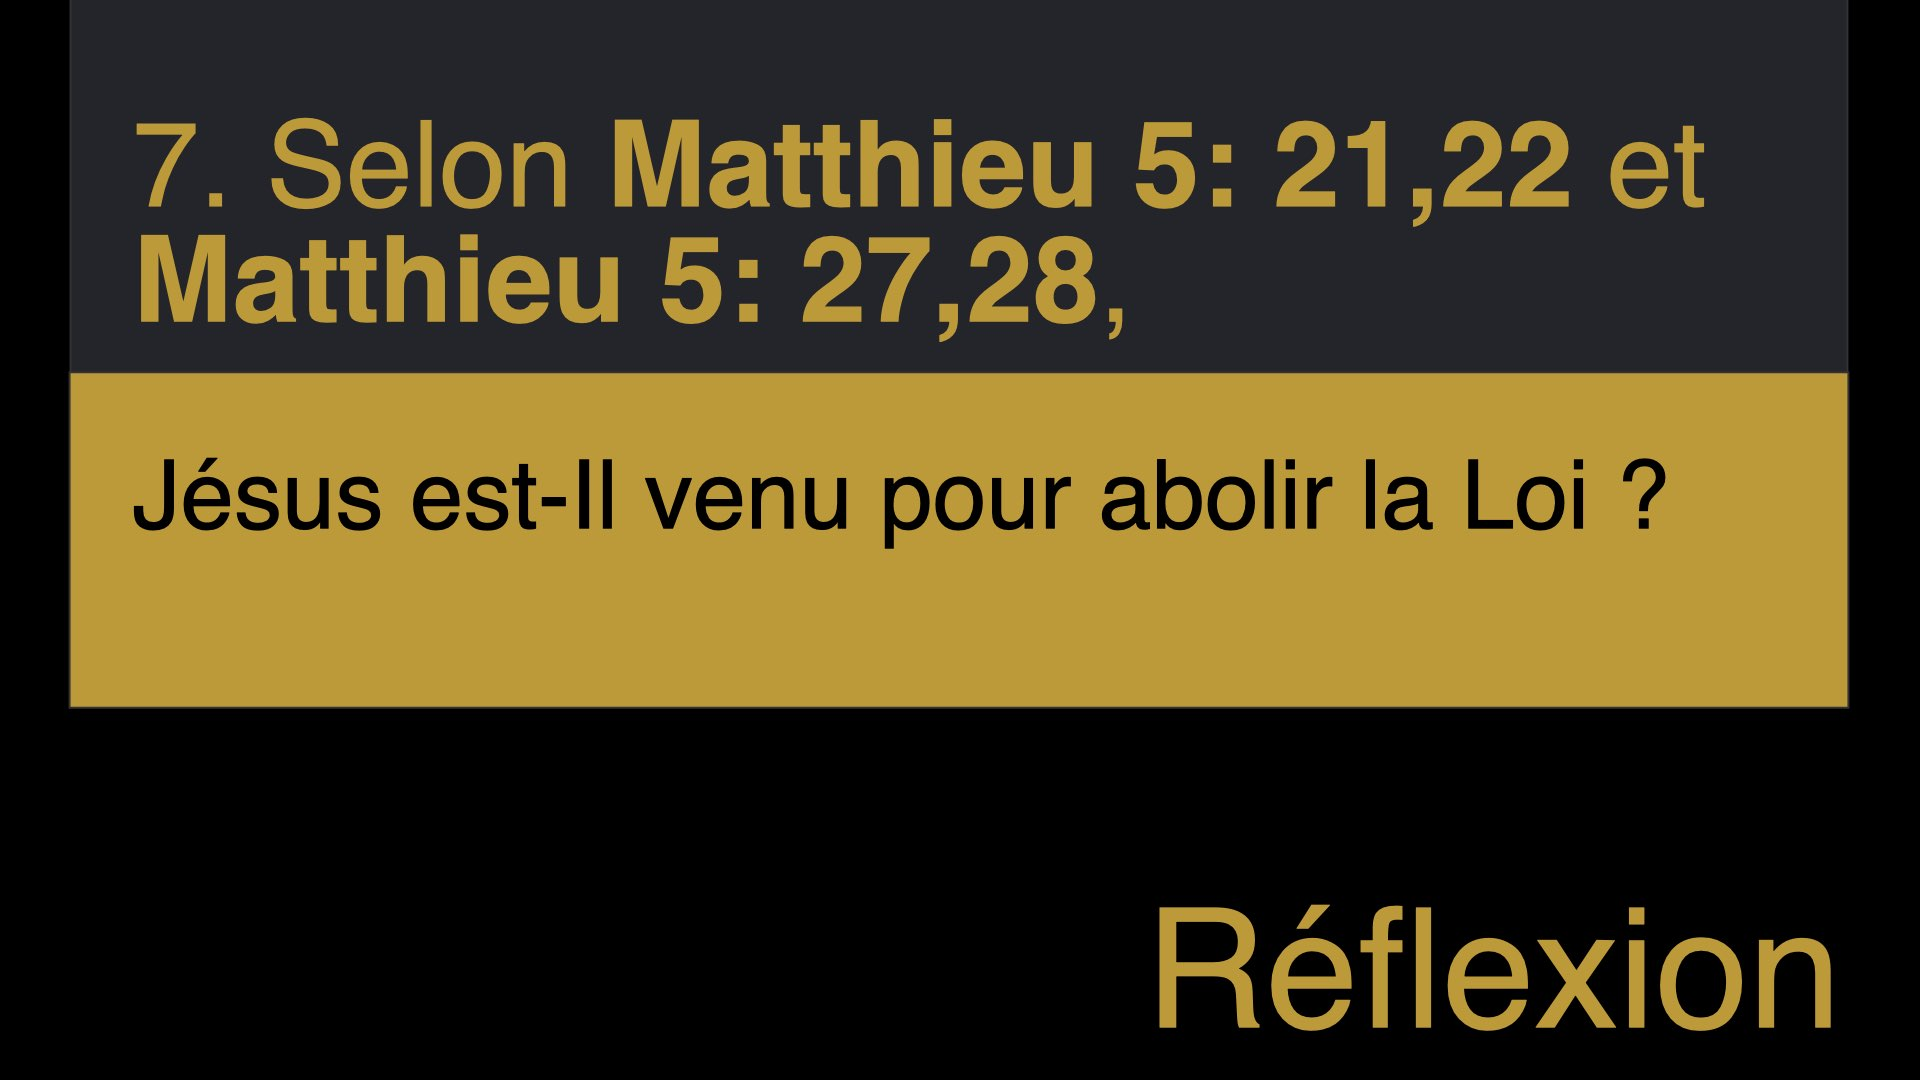 7. Selon Matthieu 5: 21,22 et
Matthieu 5: 27,28,
Jésus est-Il venu pour abolir la Loi ?
Réflexion